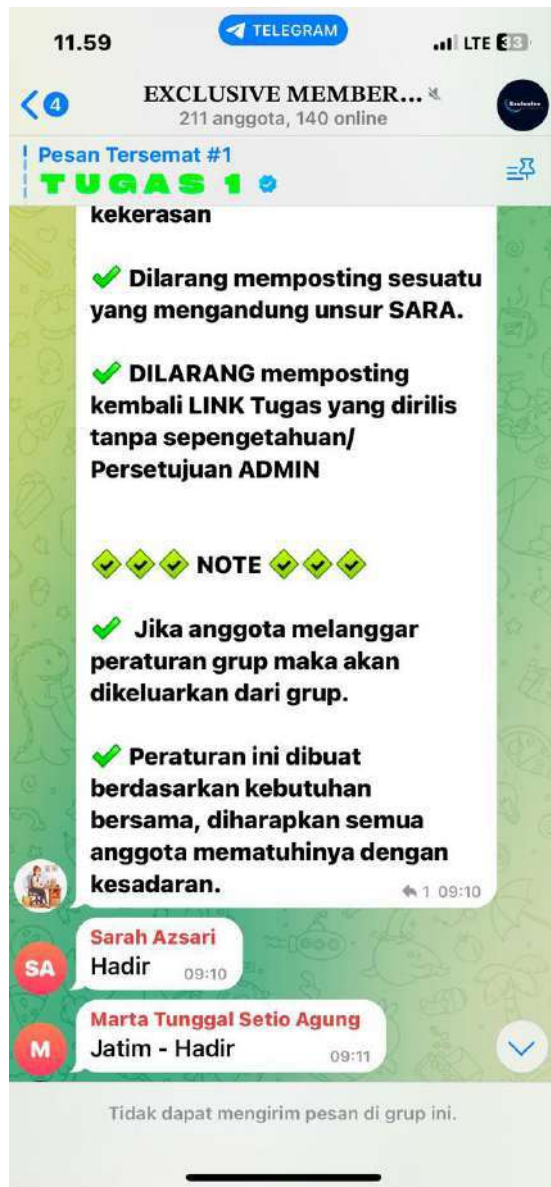 11.59
TELEGRAM
LTE 33
4
EXCLUSIVE MEMBER...
211 anggota, 140 online
Pesan Tersemat #1
TUGAS 1
kekerasan
Dilarang memposting sesuatu
yang mengandung unsur SARA.
DILARANG memposting
kembali LINK Tugas yang dirilis
tanpa sepengetahuan/
Persetujuan ADMIN
NOTE
Jika anggota melanggar
peraturan grup maka akan
dikeluarkan dari grup.
Peraturan ini dibuat
berdasarkan kebutuhan
bersama, diharapkan semua
anggota mematuhinya dengan
kesadaran.
1 09:10
Sarah Azsari
SA
Hadir 09:10
Marta Tunggal Setio Agung
M
Jatim - Hadir 09:11
Tidak dapat mengirim pesan di grup ini.